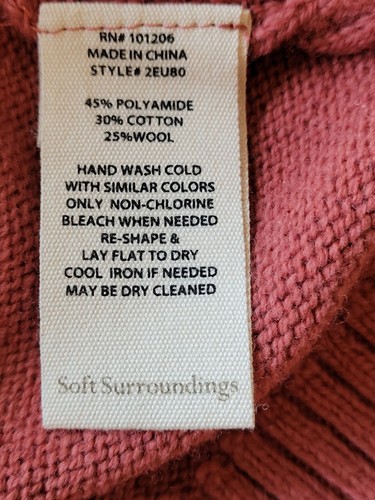 RN# 101206
MADE IN CHINA
STYLE# 2EU80
45% POLYAMIDE
30% COTTON
25%WOOL
HAND WASH COLD
WITH SIMILAR COLORS
ONLY NON-CHLORINE
BLEACH WHEN NEEDED
RE-SHAPE &
LAY FLAT TO DRY
COOL IRON IF NEEDED
MAY BE DRY CLEANED
Soft Surroundings